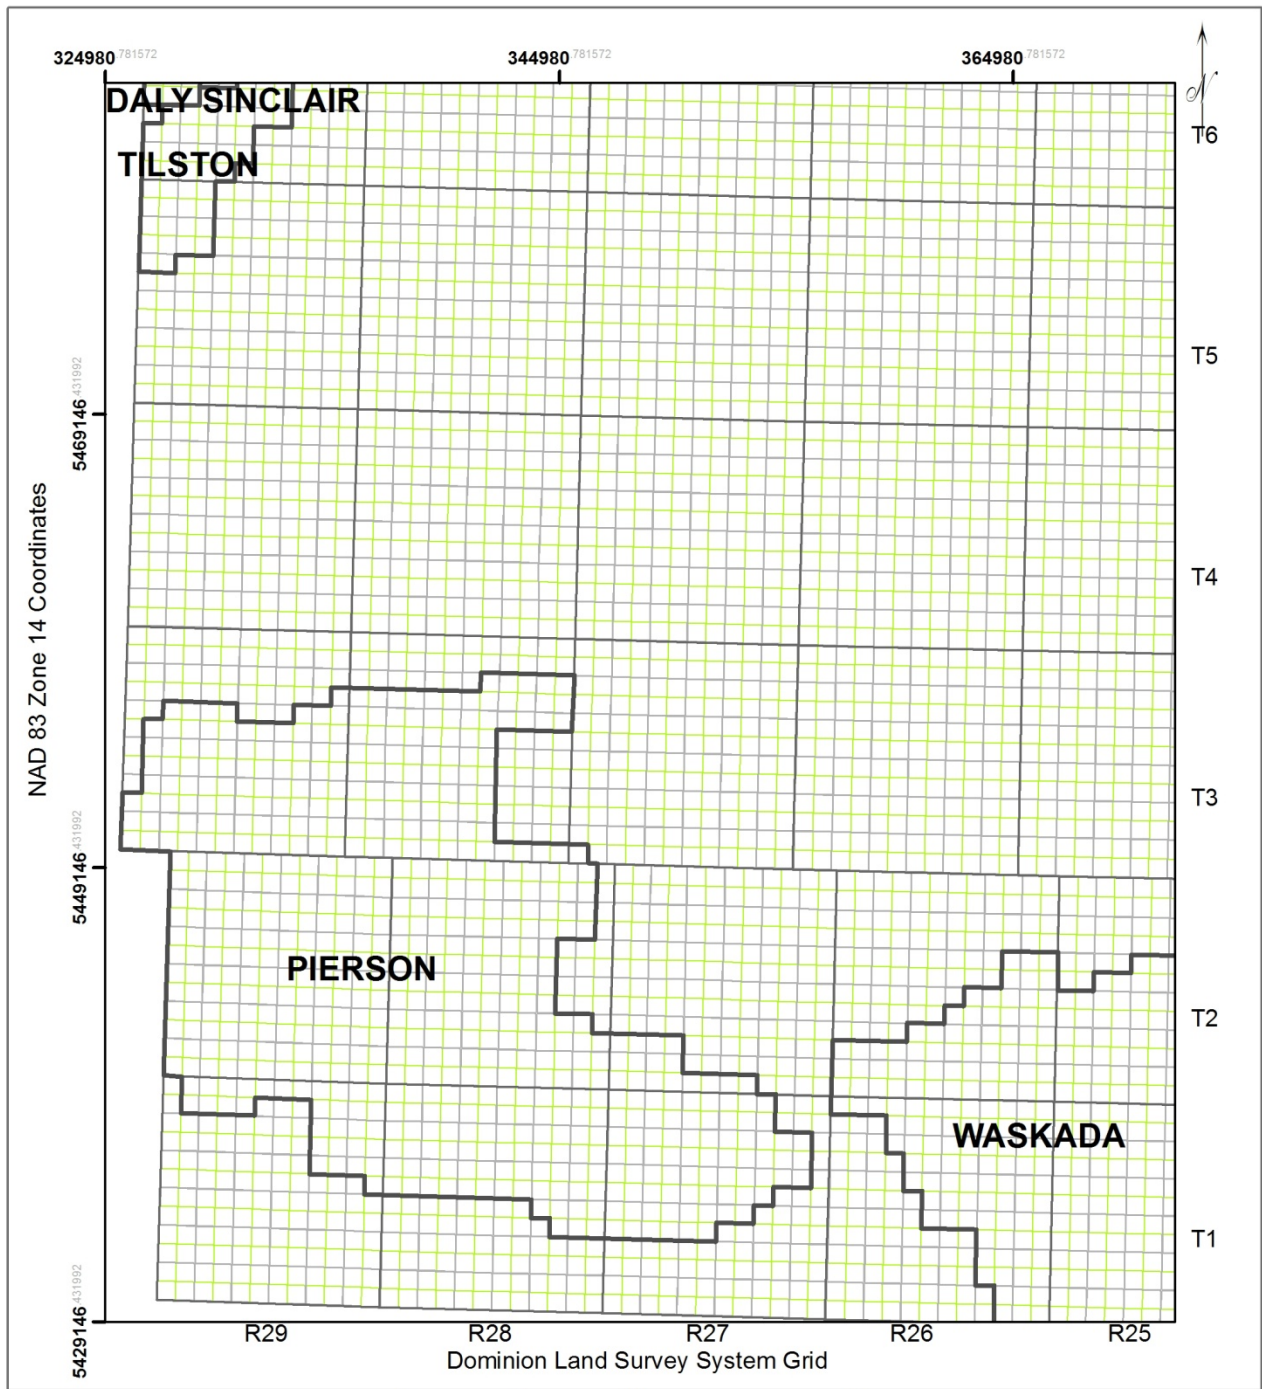 324980.781572 344980.781572 364980.781572
N
DALY SINCLAIR
T6
TILSTON
T5
5469146.431992
T4
NAD 83 Zone 14 Coordinates
T3
5449146.431992
PIERSON
T2
WASKADA
T1
5429146.431992
R29 R28 R27 R26 R25
Dominion Land Survey System Grid